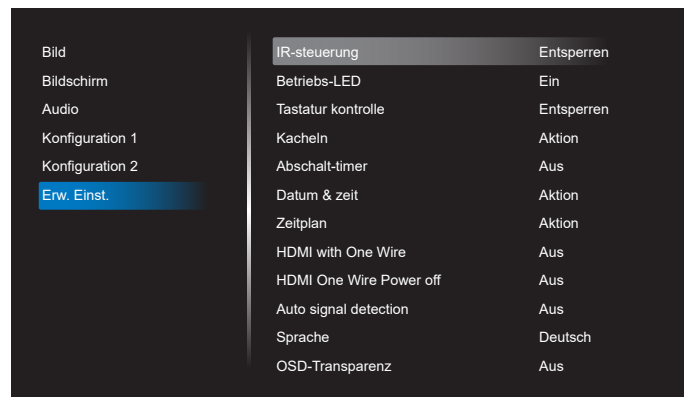 Bild
Bildschirm
Audio
Konfiguration 1
Konfiguration 2
Erw. Einst.
IR-steuerung Entsperren
Betriebs-LED Ein
Tastatur kontrolle Entsperren
Kacheln Aktion
Abschalt-timer Aus
Datum & zeit Aktion
Zeitplan Aktion
HDMI with One Wire Aus
HDMI One Wire Power off Aus
Auto signal detection Aus
Sprache Deutsch
OSD-Transparenz Aus